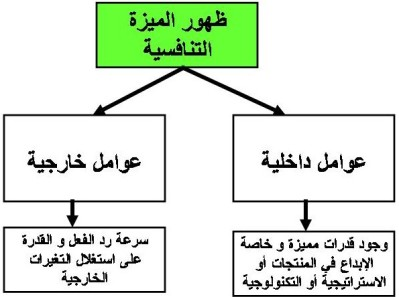 ظهور الميزة
التنافسية
عوامل داخلية
عوامل خارجية
وجود قدرات مميزة و خاصة
الإبداع في المنتجات أو
الاستراتيجية أو التكنولوجية
سرعة رد الفعل و القدرة
على استغلال التغيرات
الخارجية